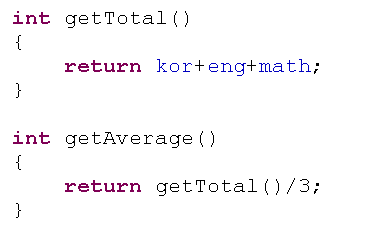 int getTotal()
{
    return kor+eng+math;
}

int getAverage()
{
    return getTotal()/3;
}